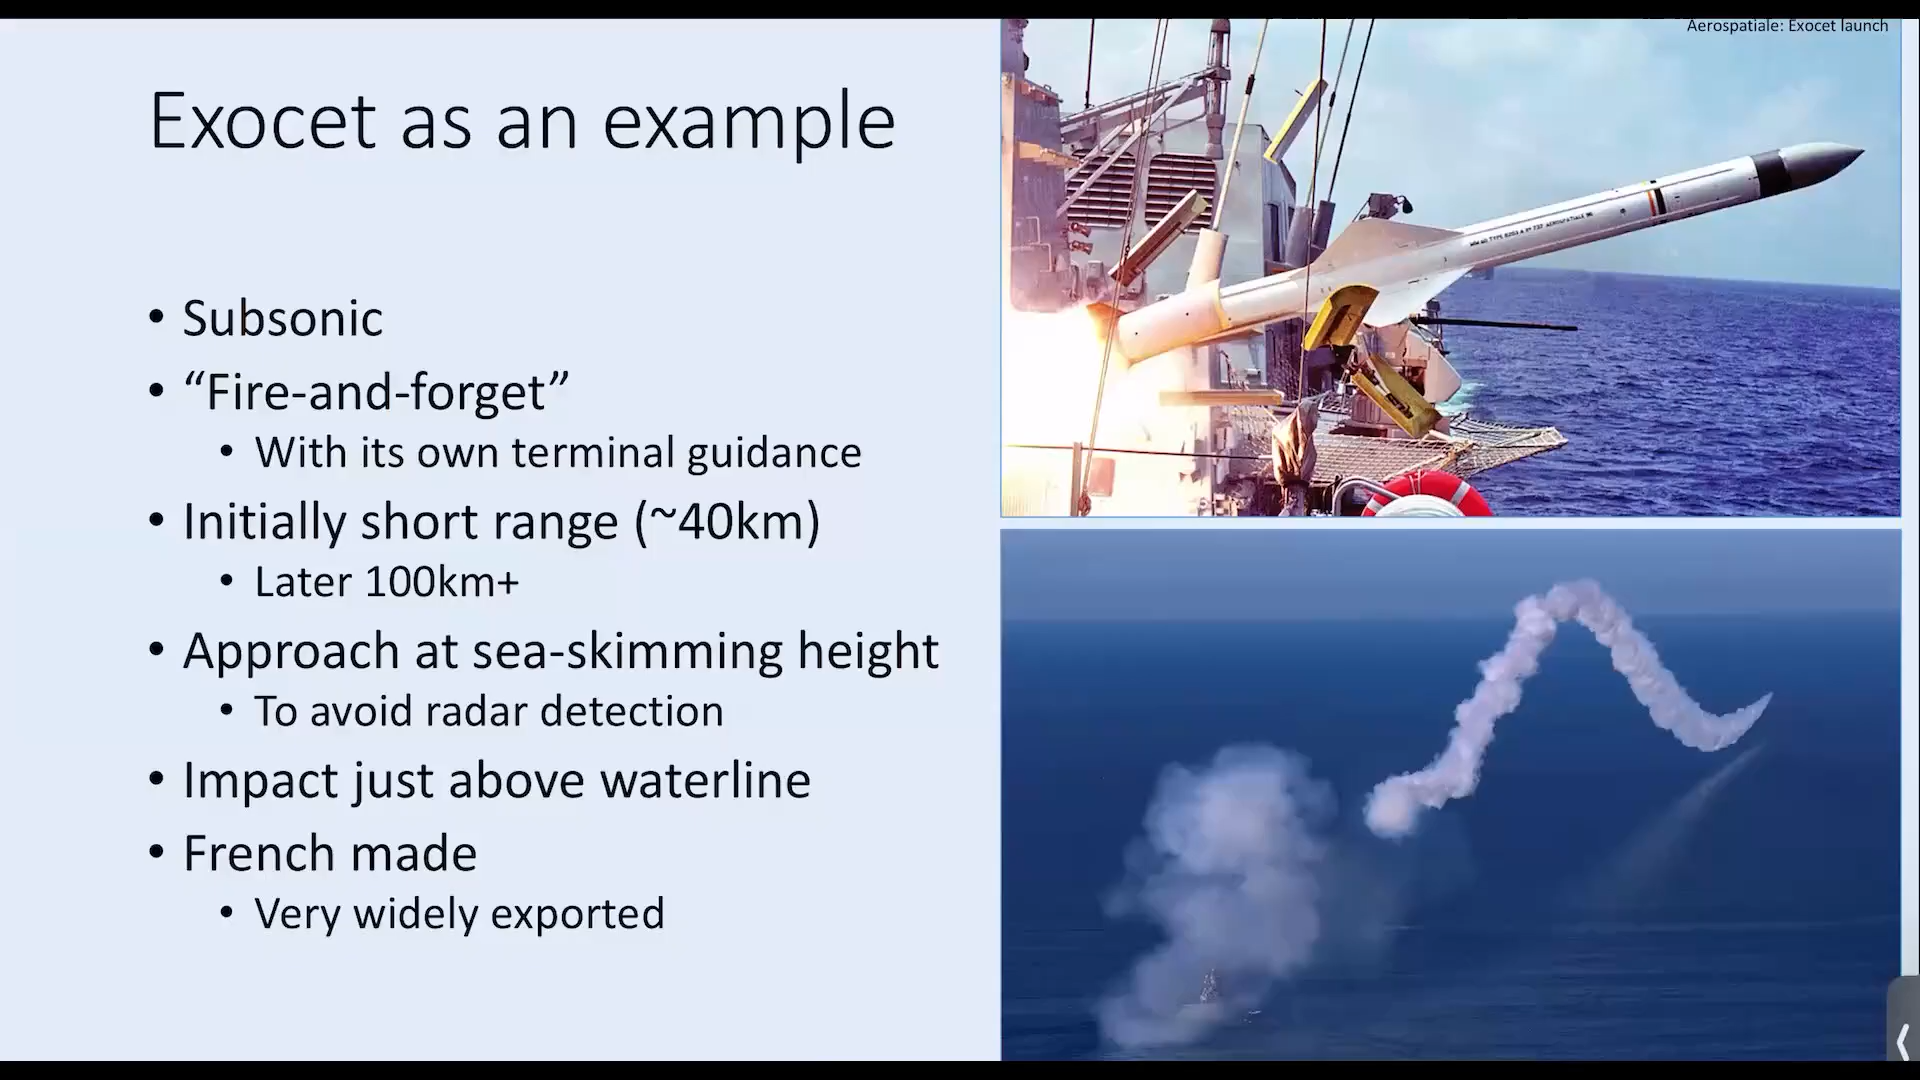 Aerospatiale: Exocet launch
Exocet as an example
• Subsonic
• “Fire-and-forget”
• With its own terminal guidance
• Initially short range (~40km)
• Later 100km+
• Approach at sea-skimming height
• To avoid radar detection
• Impact just above waterline
• French made
• Very widely exported